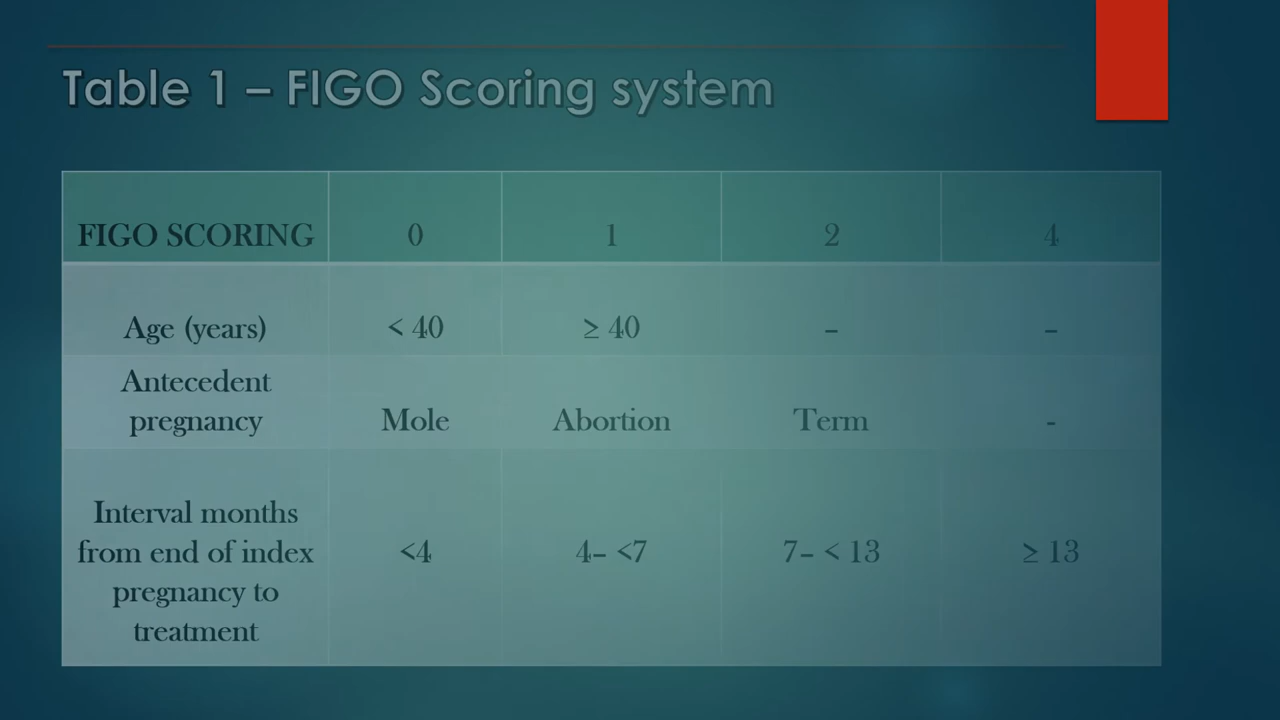 Table 1 – FIGO Scoring system
FIGO SCORING 0 1 2 4
Age (years) < 40 ≥ 40 – –
Antecedent
pregnancy Mole Abortion Term -
Interval months
from end of index <4 4– <7 7– < 13 ≥ 13
pregnancy to
treatment